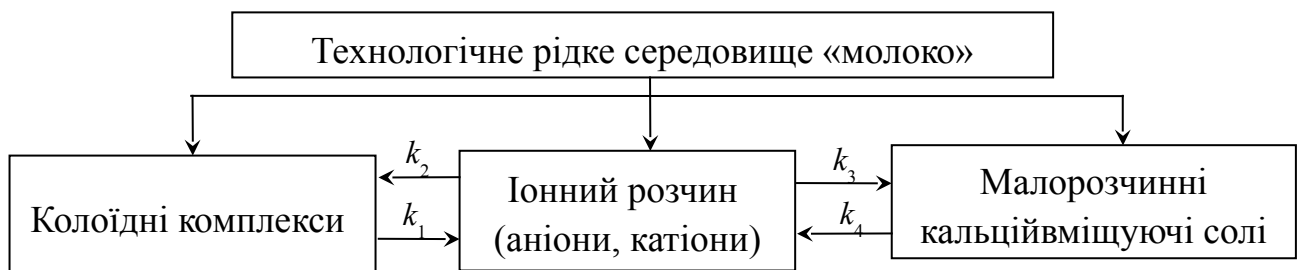 Технологічне рідке середовище «молоко»
k2
k3
Колоїдні комплекси
Іонний розчин
(аніони, катіони)
Малорозчинні
кальційвміщуючі солі
k1
k4